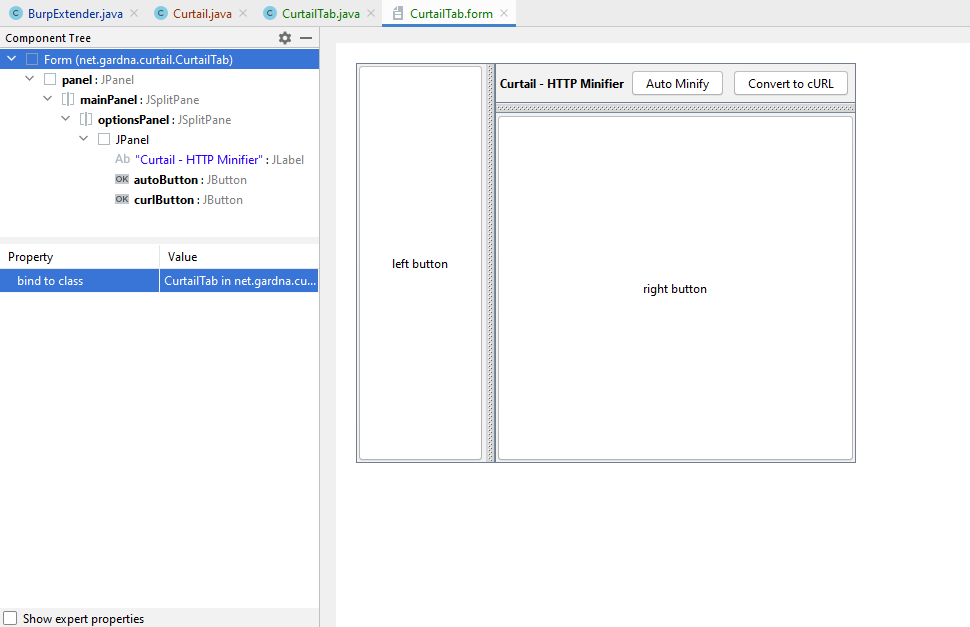 BurpExtender.java
Curtail.java
CurtailTab.java
CurtailTab.form
Component Tree
Form (net.gardna.curtail.CurtailTab)
panel : JPanel
mainPanel : JSplitPane
optionsPanel : JSplitPane
JPanel
Ab "Curtail - HTTP Minifier" : JLabel
OK autoButton : JButton
OK curlButton : JButton
Property Value
bind to class CurtailTab in net.gardna.cu...
Show expert properties
Curtail - HTTP Minifier Auto Minify Convert to cURL
left button
right button